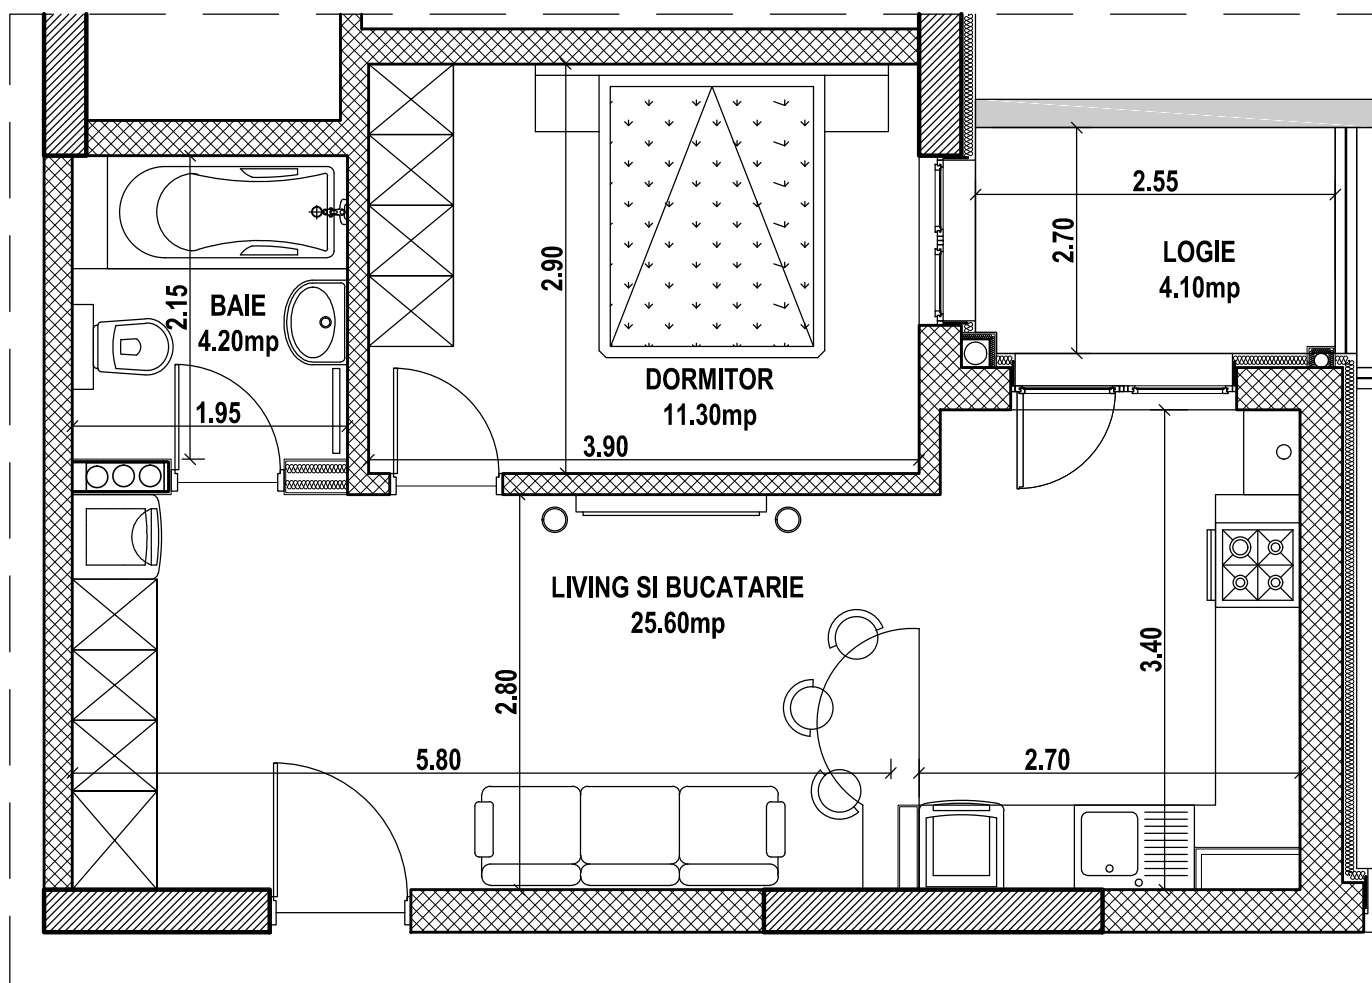 2.55
2.70
LOGIE
4.10mp
2.90
2.15
BAIE
4.20mp
DORMITOR
11.30mp
1.95
3.90
LIVING SI BUCATARIE
25.60mp
3.40
2.80
5.80
2.70